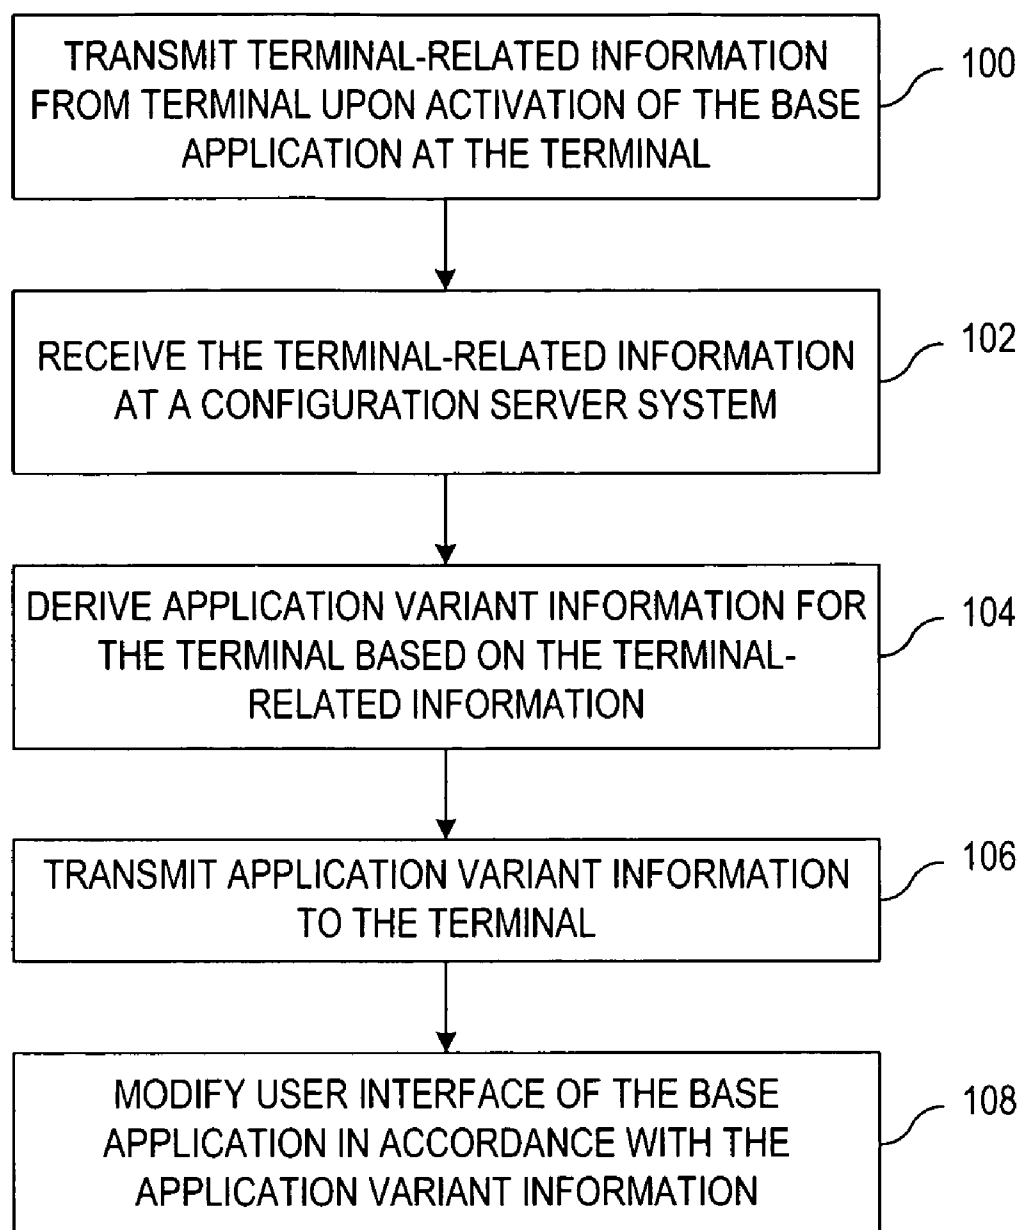 TRANSMIT TERMINAL-RELATED INFORMATION
FROM TERMINAL UPON ACTIVATION OF THE BASE
APPLICATION AT THE TERMINAL
100
RECEIVE THE TERMINAL-RELATED INFORMATION
AT A CONFIGURATION SERVER SYSTEM
102
DERIVE APPLICATION VARIANT INFORMATION FOR
THE TERMINAL BASED ON THE TERMINAL-
RELATED INFORMATION
104
TRANSMIT APPLICATION VARIANT INFORMATION
TO THE TERMINAL
106
MODIFY USER INTERFACE OF THE BASE
APPLICATION IN ACCORDANCE WITH THE
APPLICATION VARIANT INFORMATION
108